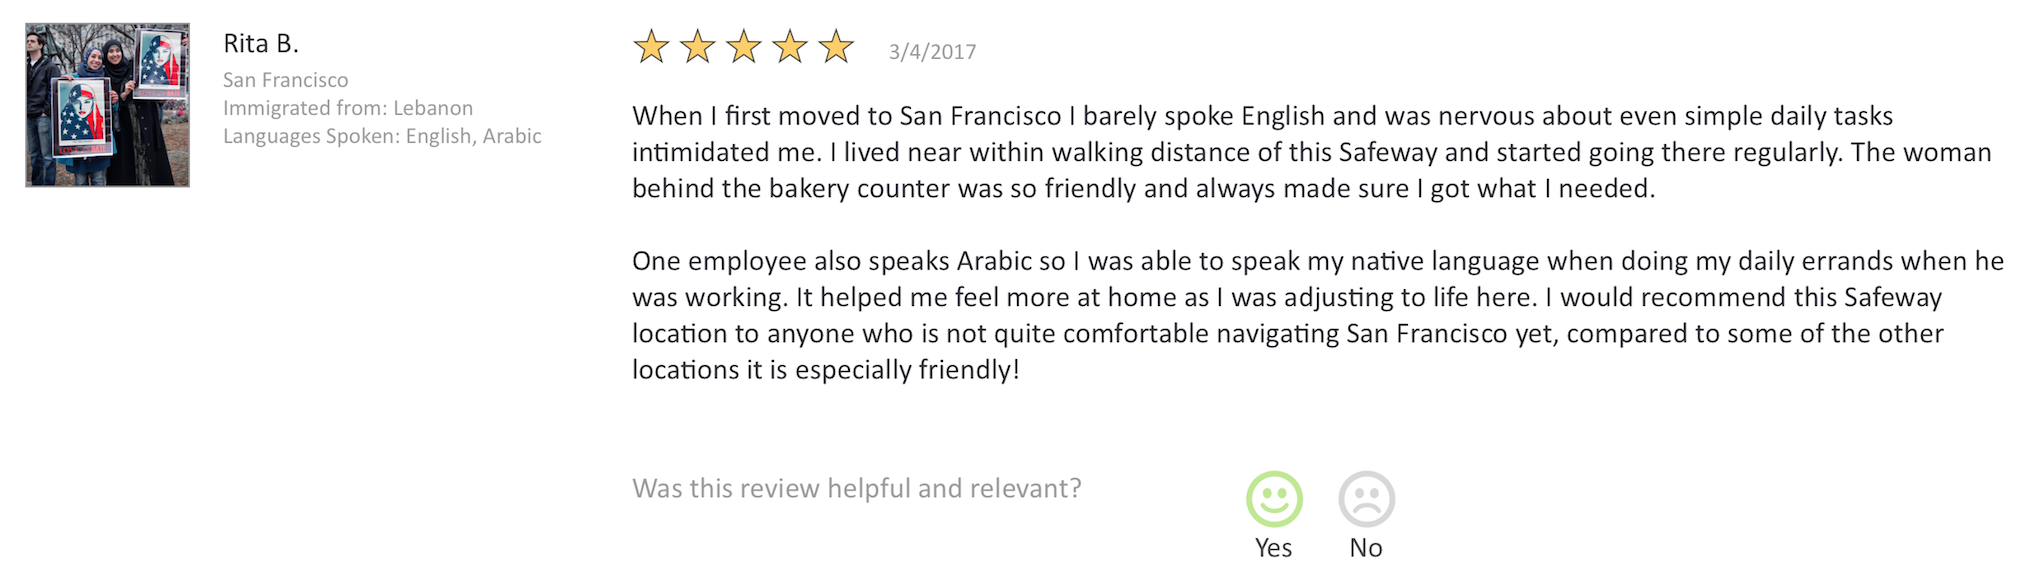 Rita B.
San Francisco
Immigrated from: Lebanon
Languages Spoken: English, Arabic
3/4/2017
When I first moved to San Francisco I barely spoke English and was nervous about even simple daily tasks
intimidated me. I lived near within walking distance of this Safeway and started going there regularly. The woman
behind the bakery counter was so friendly and always made sure I got what I needed.
One employee also speaks Arabic so I was able to speak my native language when doing my daily errands when he
was working. It helped me feel more at home as I was adjusting to life here. I would recommend this Safeway
location to anyone who is not quite comfortable navigating San Francisco yet, compared to some of the other
locations it is especially friendly!
Was this review helpful and relevant?
Yes
No